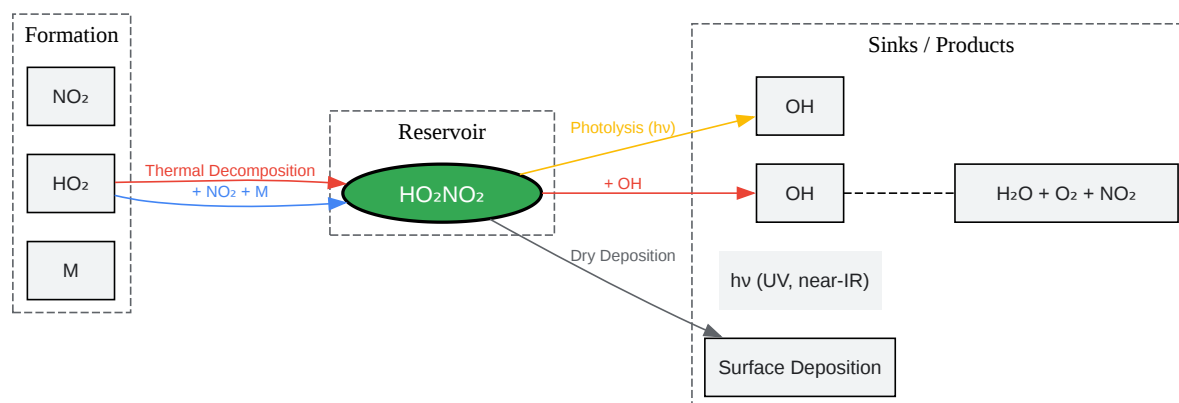 Formation
NO₂
HO₂
M
Thermal Decomposition
+ NO₂ + M
Reservoir
HO₂NO₂
Photolysis (hν)
+ OH
Dry Deposition
Sinks / Products
OH
OH
H₂O + O₂ + NO₂
hν (UV, near-IR)
Surface Deposition